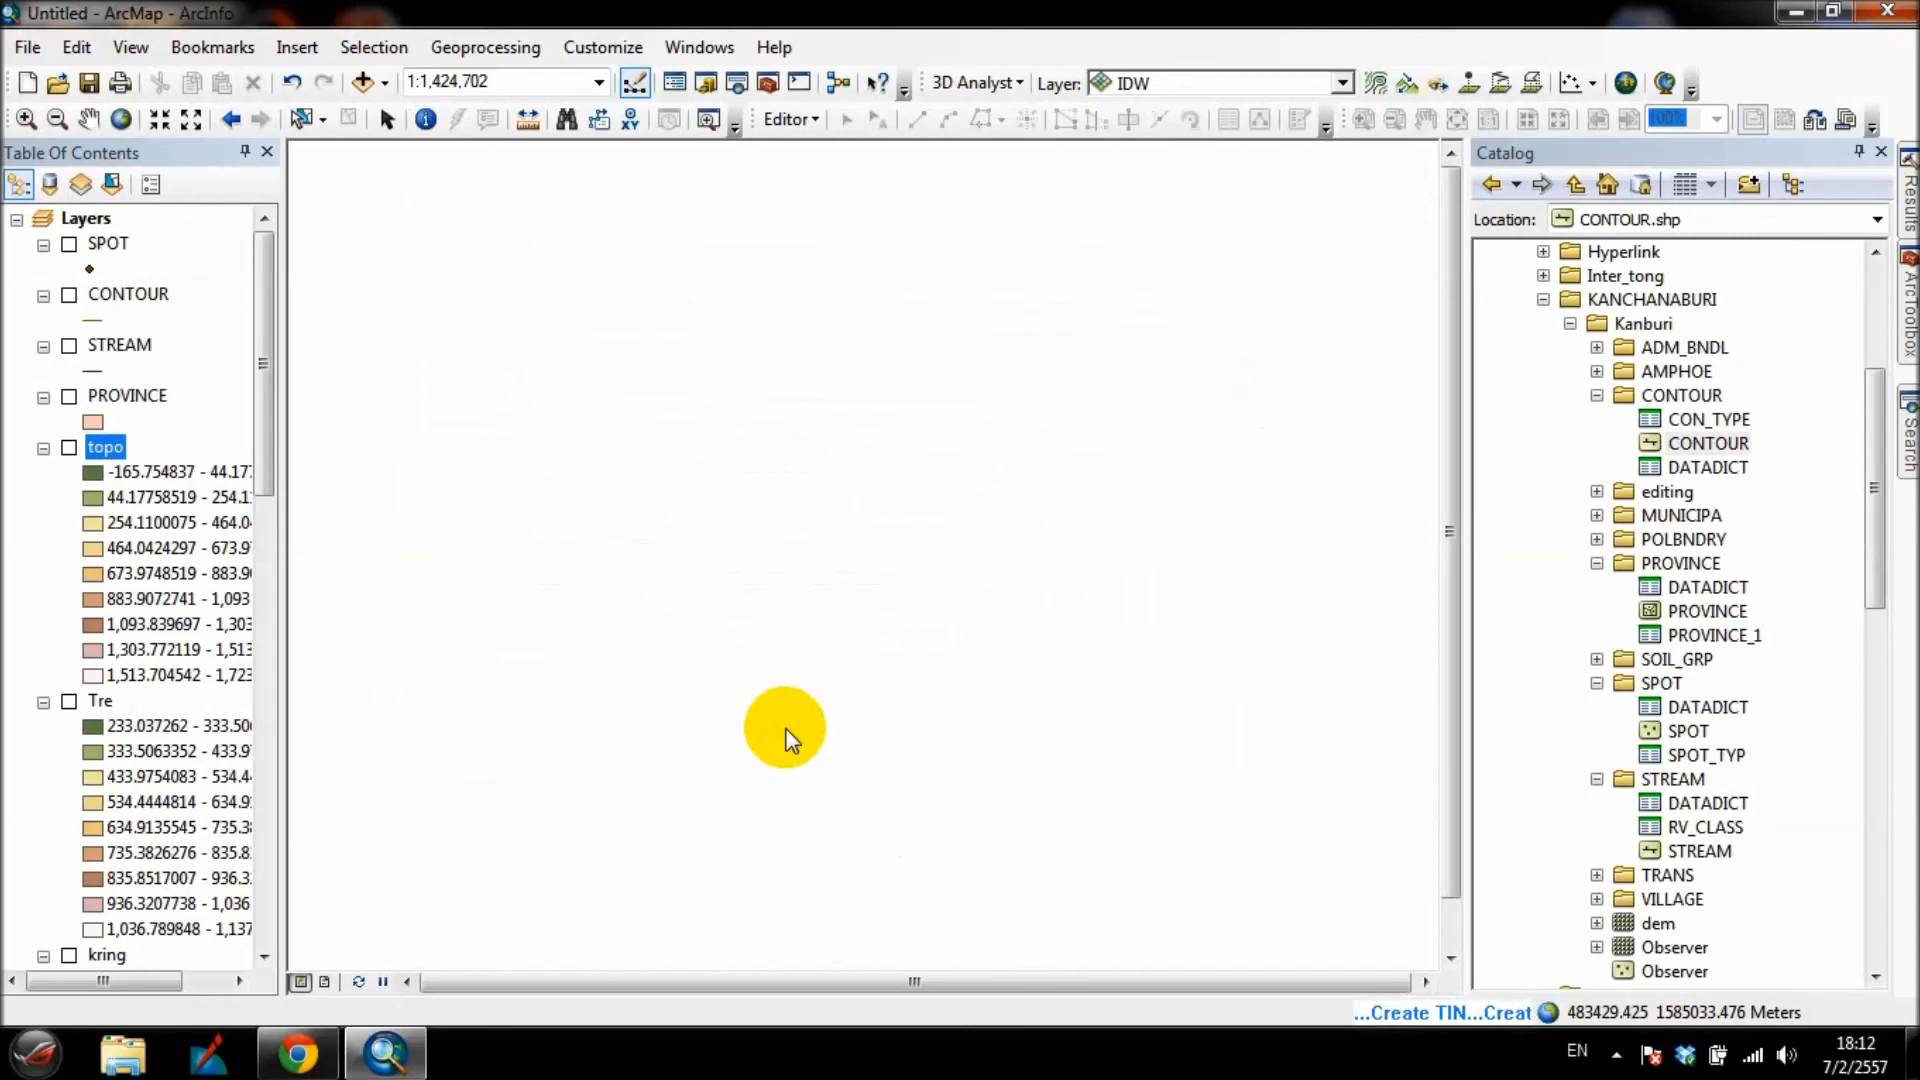 Untitled - ArcMap - ArcInfo
File Edit View Bookmarks Insert Selection Geoprocessing Customize Windows Help
1:1,424,702
3D Analyst
Layer:
IDW
Editor
100%
Table Of Contents
Layers
SPOT
CONTOUR
STREAM
PROVINCE
topo
-165.754837 - 44.177
44.17758519 - 254.1
254.1100075 - 464.0
464.0424297 - 673.9
673.9748519 - 883.9
883.9072741 - 1,093
1,093.839697 - 1,303
1,303.772119 - 1,513
1,513.704542 - 1,723
Tre
233.037262 - 333.50
333.5063352 - 433.9
433.9754083 - 534.4
534.4444814 - 634.9
634.9135545 - 735.3
735.3826276 - 835.8
835.8517007 - 936.3
936.3207738 - 1,036
1,036.789848 - 1,137
kring
Catalog
Location:
CONTOUR.shp
Hyperlink
Inter_tong
KANCHANABURI
Kanburi
ADM_BNDL
AMPHOE
CONTOUR
CON_TYPE
CONTOUR
DATADICT
editing
MUNICIPA
POLBNDRY
PROVINCE
DATADICT
PROVINCE
PROVINCE_1
SOIL_GRP
SPOT
DATADICT
SPOT
SPOT_TYP
STREAM
DATADICT
RV_CLASS
STREAM
TRANS
VILLAGE
dem
Observer
Observer
Results
ArcToolbox
Search
...Create TIN...Creat
483429.425 1585033.476 Meters
EN
18:12
7/2/2557